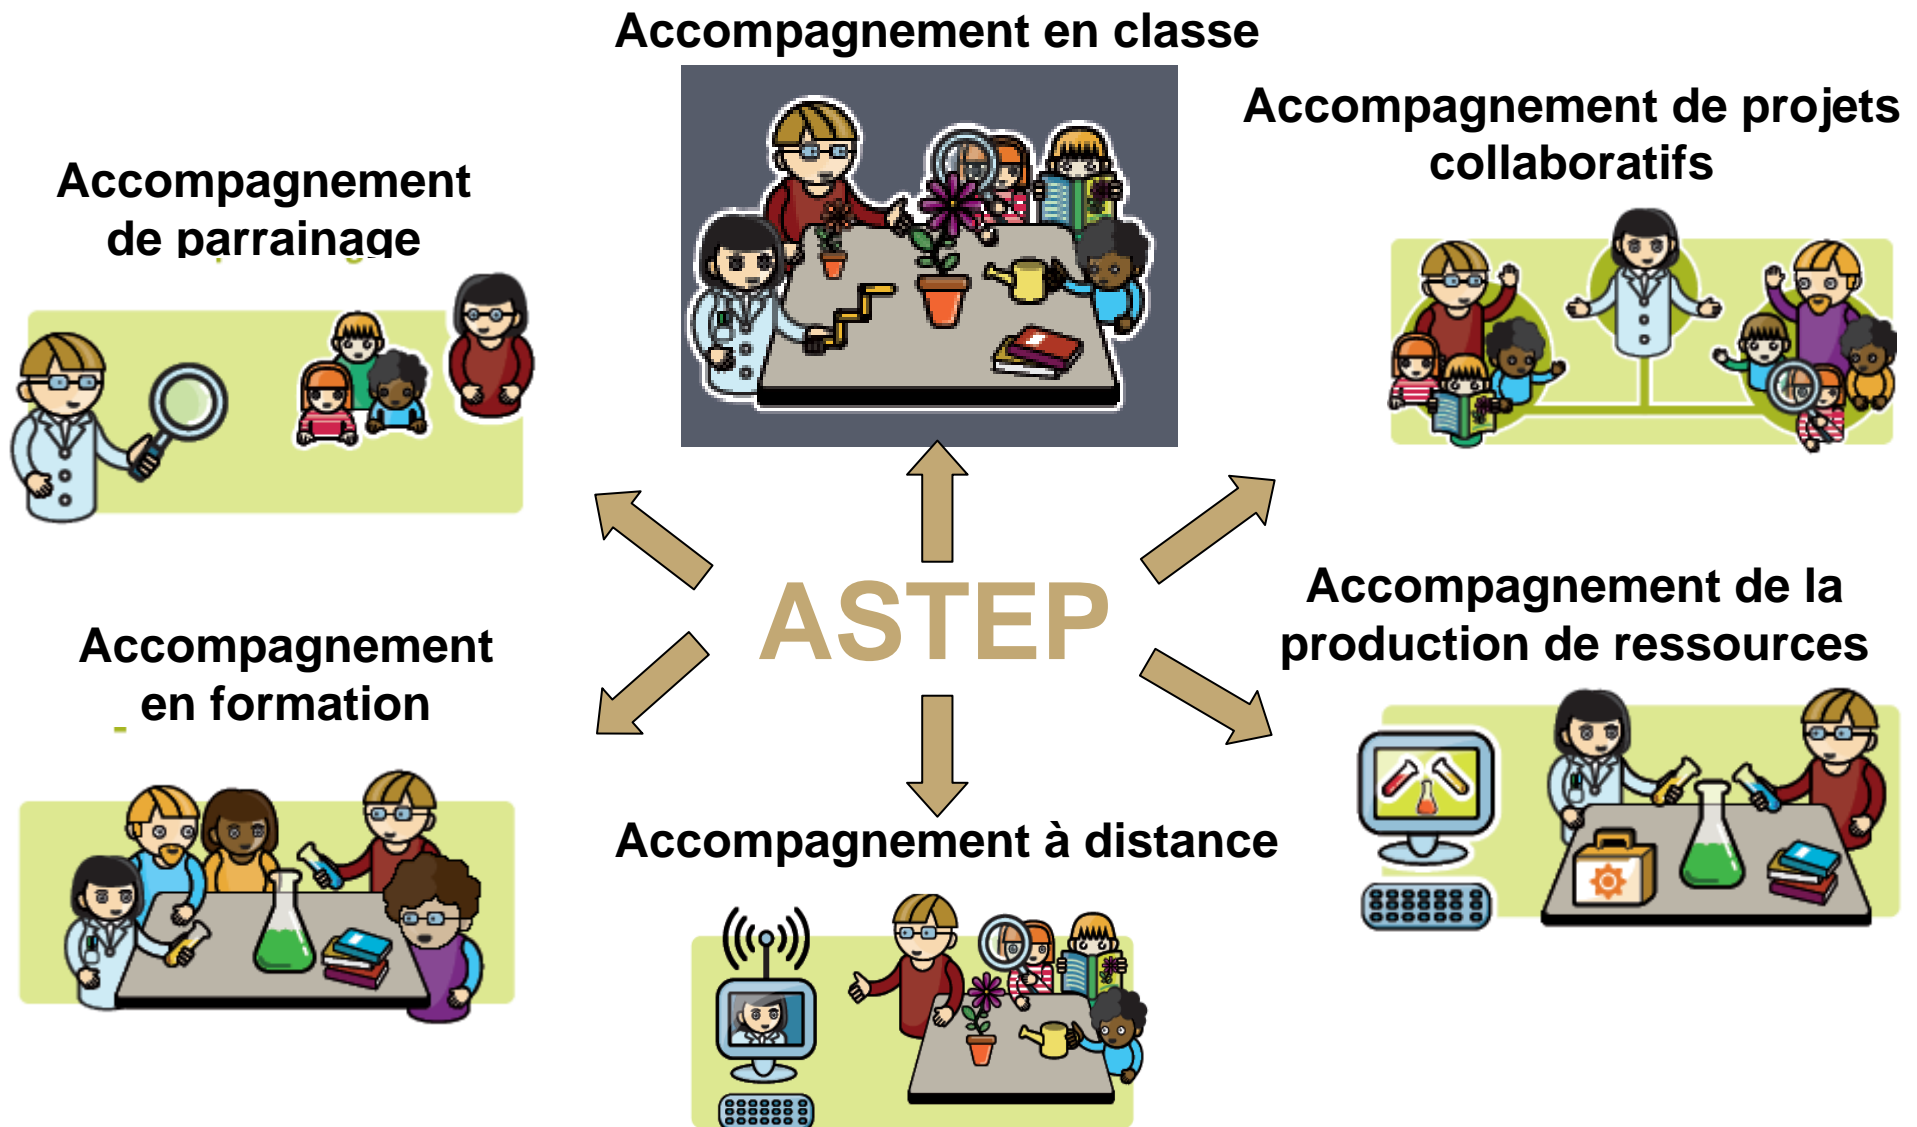 Accompagnement en classe
Accompagnement de projets
collaboratifs
Accompagnement
de parrainage
ASTEP
Accompagnement de la
production de ressources
Accompagnement
en formation
Accompagnement à distance